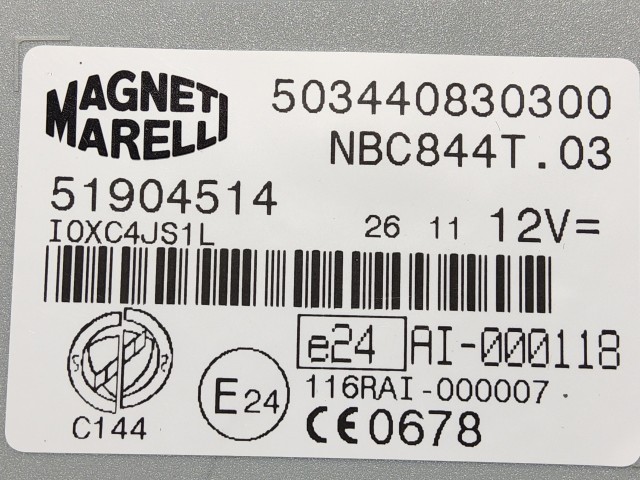 MAGNETI
MARELLI
503440830300
NBC844T.03
51904514
I0XC4JS1L
26 11 12V=
e24 AI-000118
E24
116RAI-000007
C144
CE0678